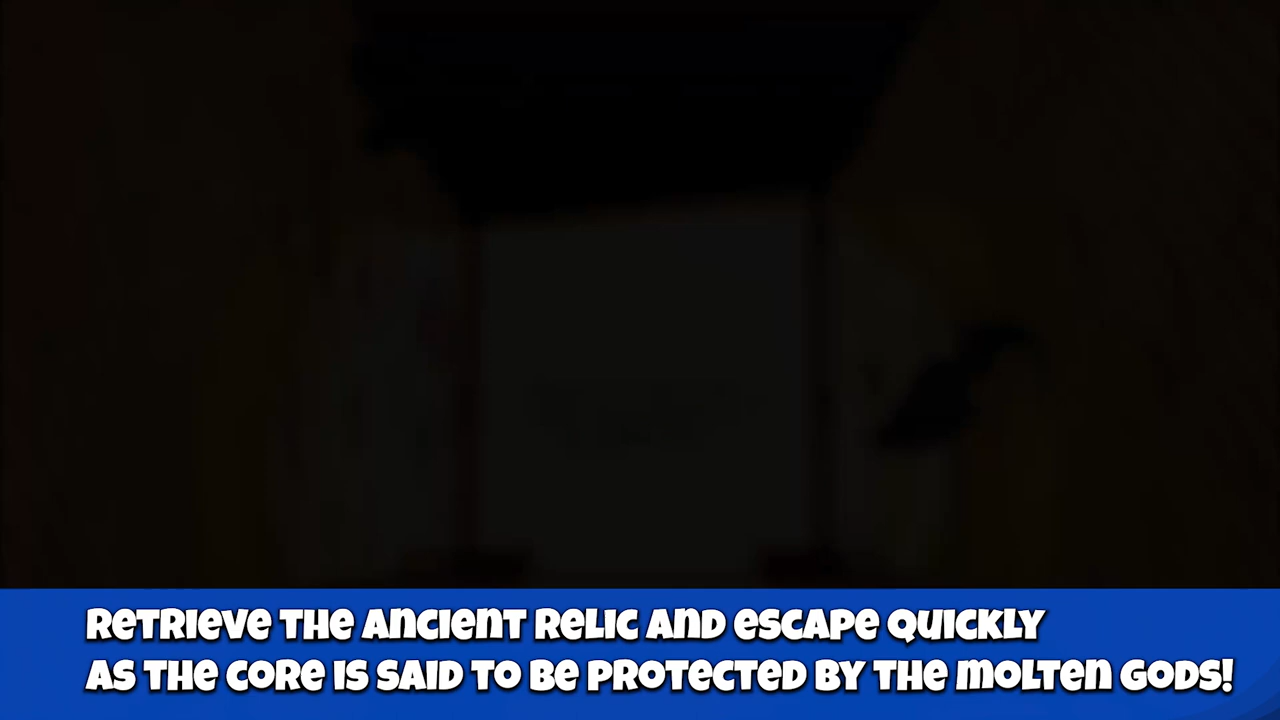 RETRIEVE THE ANCIENT RELIC AND ESCAPE QUICKLY
AS THE CORE IS SAID TO BE PROTECTED BY THE MOLTEN GODS!